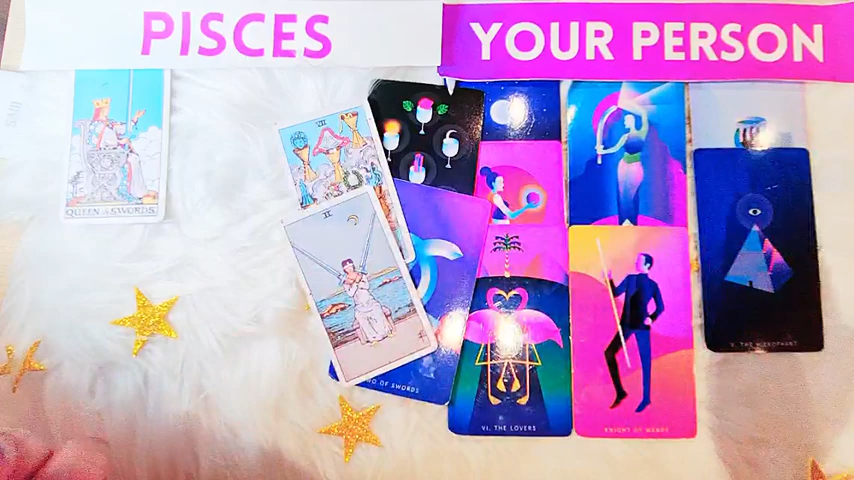 PISCES
YOUR PERSON
QUEEN of SWORDS.
VII
II
TWO OF SWORDS
VI. THE LOVERS
KNIGHT OF WANDS
V. THE HIEROPHANT